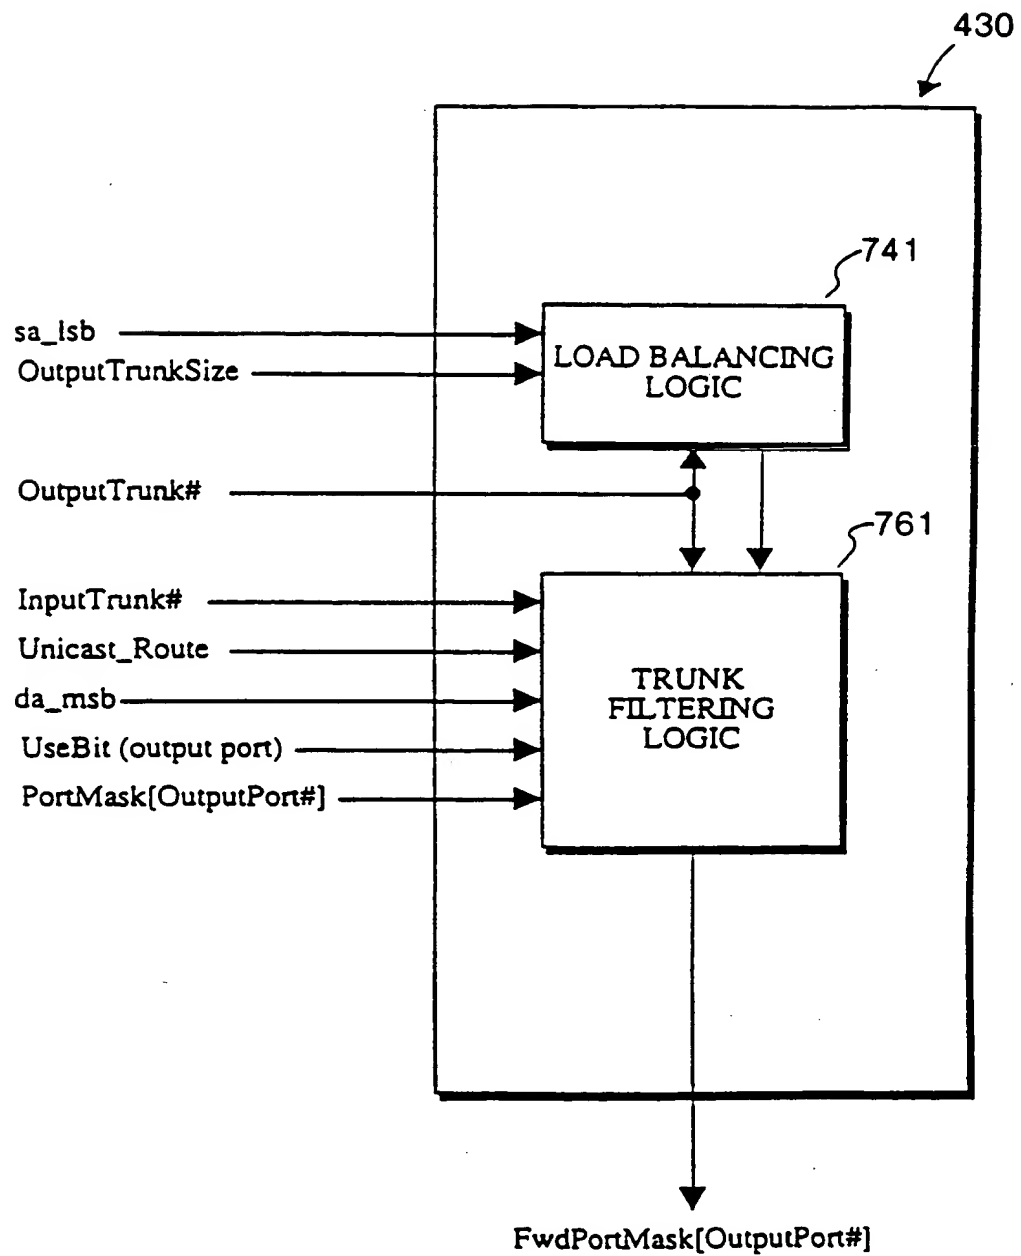 430
741
sa_lsb
OutputTrunkSize
LOAD BALANCING
LOGIC
OutputTrunk#
761
InputTrunk#
Unicast_Route
da_msb
UseBit (output port)
PortMask[OutputPort#]
TRUNK
FILTERING
LOGIC
FwdPortMask[OutputPort#]